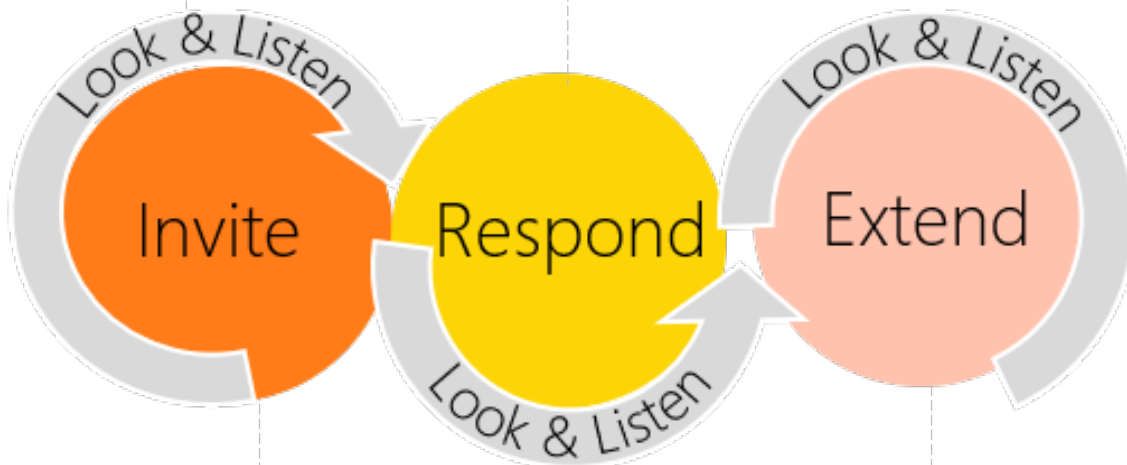 Look & Listen
Invite
Look & Listen
Respond
Look & Listen
Extend